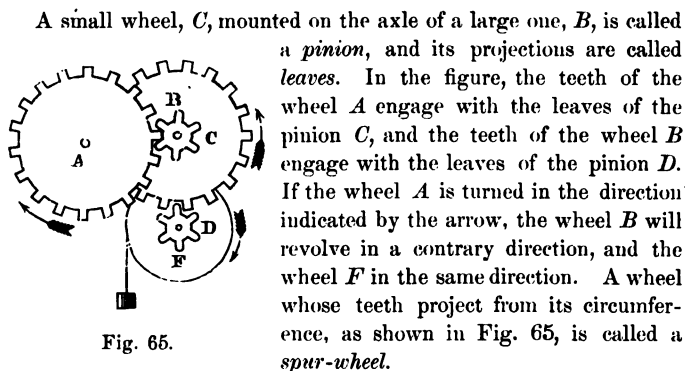 A small wheel, C, mounted on the axle of a large one, B, is called
a pinion, and its projections are called
leaves. In the figure, the teeth of the
wheel A engage with the leaves of the
pinion C, and the teeth of the wheel B
engage with the leaves of the pinion D.
If the wheel A is turned in the direction
indicated by the arrow, the wheel B will
revolve in a contrary direction, and the
wheel F in the same direction. A wheel
whose teeth project from its circumfer-
ence, as shown in Fig. 65, is called a
spur-wheel.
B
C
A
D
F
Fig. 65.